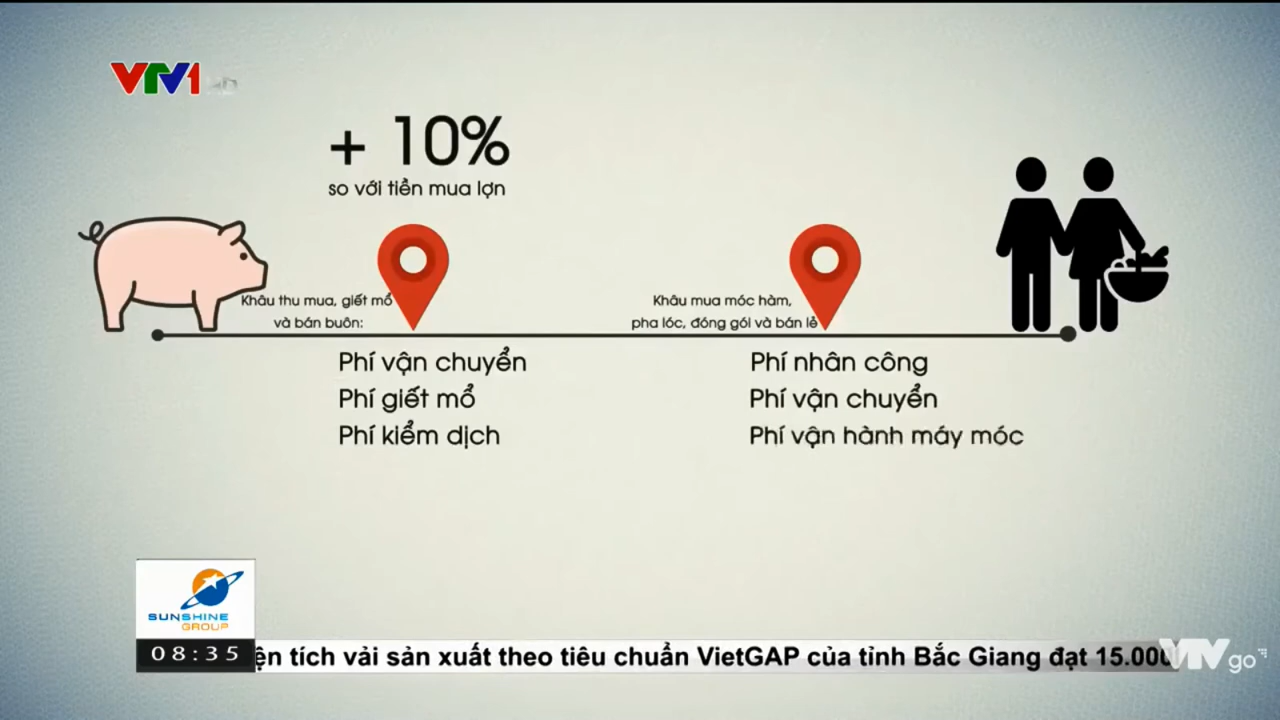 VTV1 HD
+ 10%
so với tiền mua lợn
Khâu thu mua, giết mổ
và bán buôn:
Khâu mua móc hàm,
pha lóc, đóng gói và bán lẻ
Phí vận chuyển
Phí giết mổ
Phí kiểm dịch
Phí nhân công
Phí vận chuyển
Phí vận hành máy móc
SUNSHINE
GROUP
08:35
tích vải sản xuất theo tiêu chuẩn VietGAP của tỉnh Bắc Giang đạt 15.000
VTV go